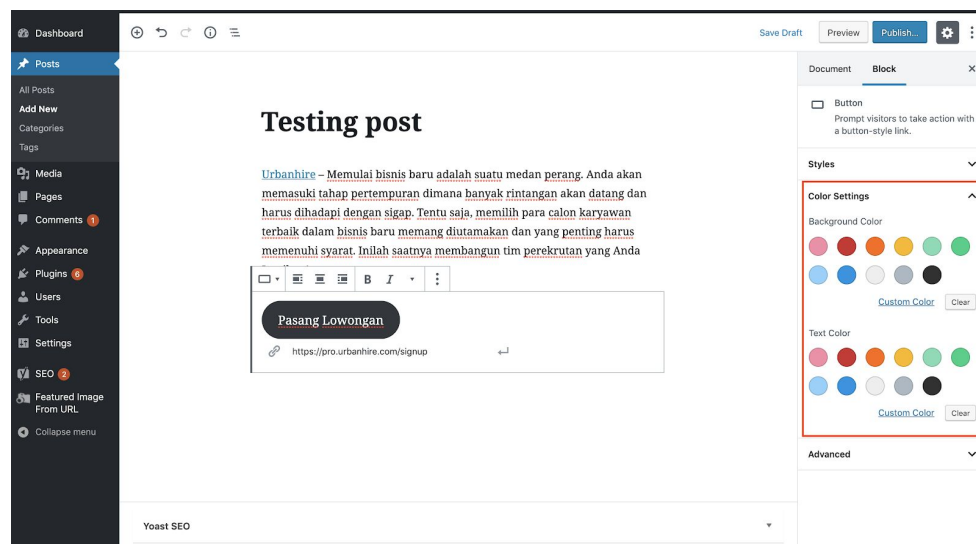 Dashboard
Posts
All Posts
Add New
Categories
Tags
Media
Pages
Comments 1
Appearance
Plugins 6
Users
Tools
Settings
SEO 2
Featured Image
From URL
Collapse menu
Save Draft
Preview
Publish...
Testing post
Urbanhire – Memulai bisnis baru adalah suatu medan perang. Anda akan
memasuki tahap pertempuran dimana banyak rintangan akan datang dan
harus dihadapi dengan sigap. Tentu saja, memilih para calon karyawan
terbaik dalam bisnis baru memang diutamakan dan yang penting harus
memenuhi syarat. Inilah saatnya membangun tim perekrutan yang Anda
B I
Pasang Lowongan
https://pro.urbanhire.com/signup
Yoast SEO
Document Block
Button
Prompt visitors to take action with
a button-style link.
Styles
Color Settings
Background Color
Custom Color Clear
Text Color
Custom Color Clear
Advanced